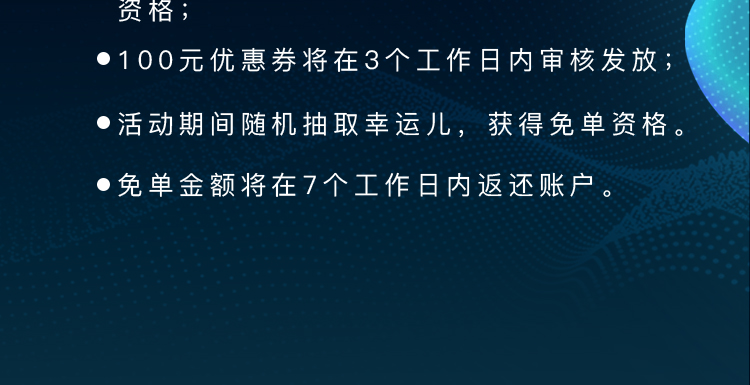 资格；
●100元优惠券将在3个工作日内审核发放；
●活动期间随机抽取幸运儿，获得免单资格。
●免单金额将在7个工作日内返还账户。